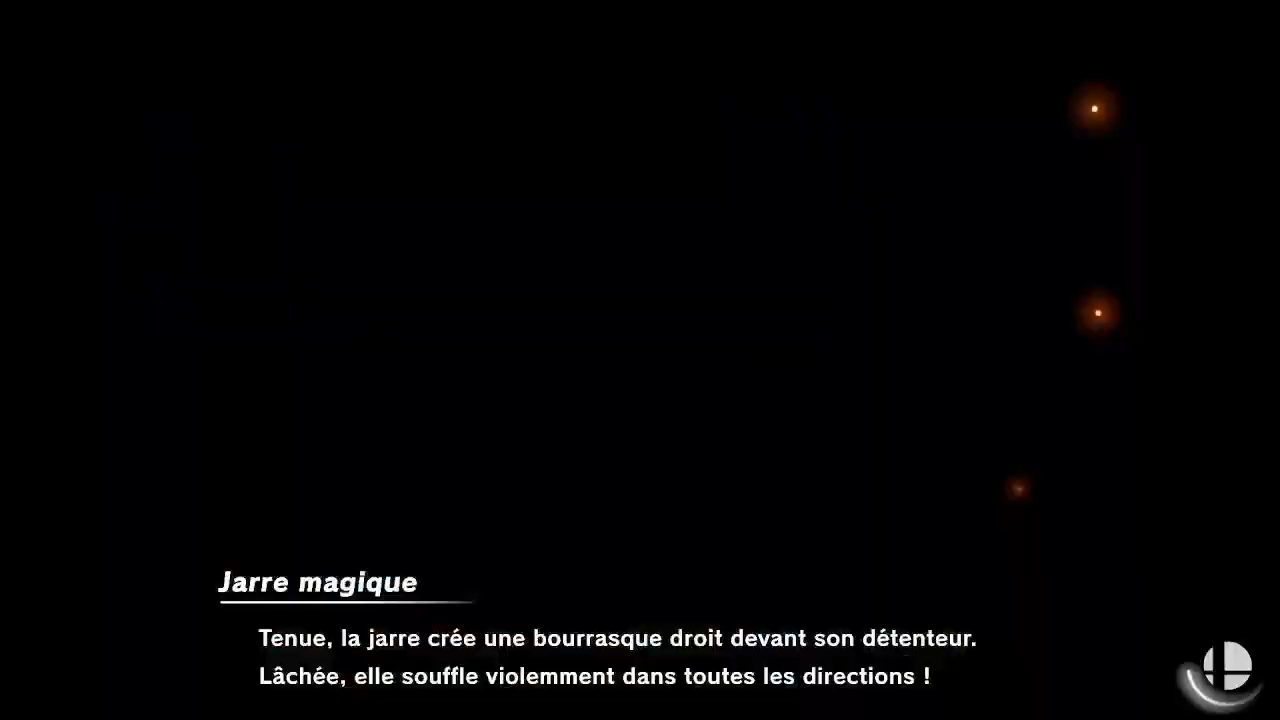 Jarre magique
Tenue, la jarre crée une bourrasque droit devant son détenteur.
Lâchée, elle souffle violemment dans toutes les directions !